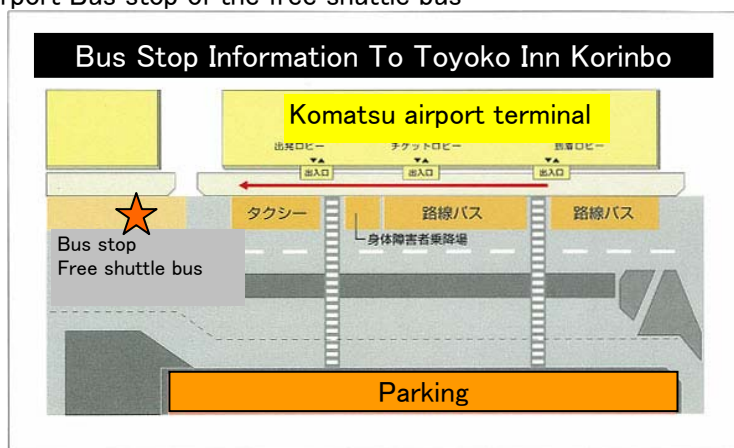 rport Bus stop of the free shuttle bus
Bus Stop Information To Toyoko Inn Korinbo
Komatsu airport terminal
出発ロビー
チケットロビー
到着ロビー
出入口
出入口
出入口
タクシー
路線バス
路線バス
身体障害者乗降場
Bus stop
Free shuttle bus
Parking